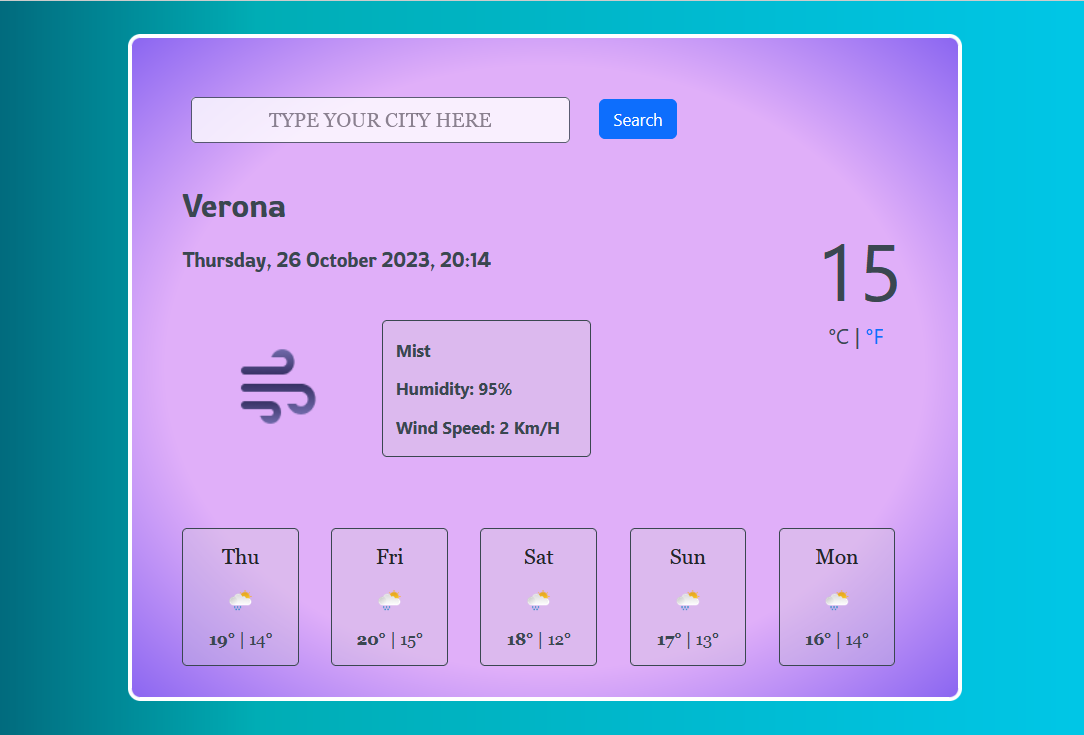 TYPE YOUR CITY HERE
Search
Verona
Thursday, 26 October 2023, 20:14
15
°C | °F
Mist
Humidity: 95%
Wind Speed: 2 Km/H
Thu
19° | 14°
Fri
20° | 15°
Sat
18° | 12°
Sun
17° | 13°
Mon
16° | 14°